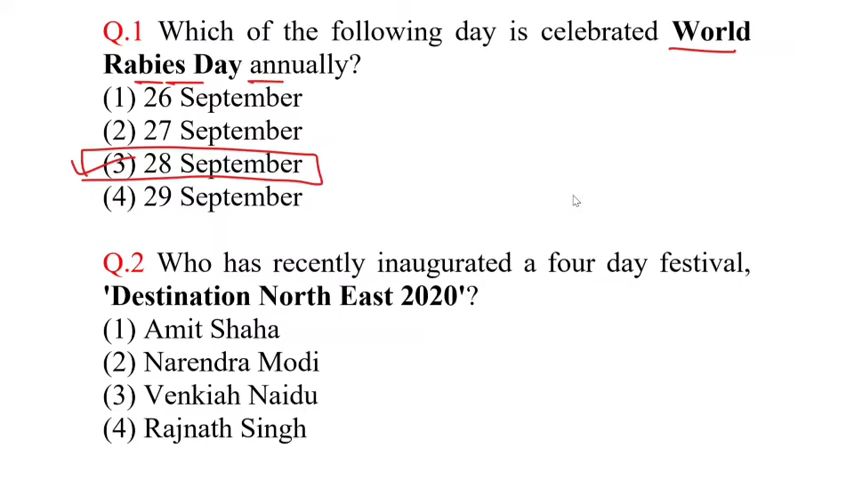 Q.1 Which of the following day is celebrated World
Rabies Day annually?
(1) 26 September
(2) 27 September
(3) 28 September
(4) 29 September
Q.2 Who has recently inaugurated a four day festival,
'Destination North East 2020'?
(1) Amit Shaha
(2) Narendra Modi
(3) Venkiah Naidu
(4) Rajnath Singh